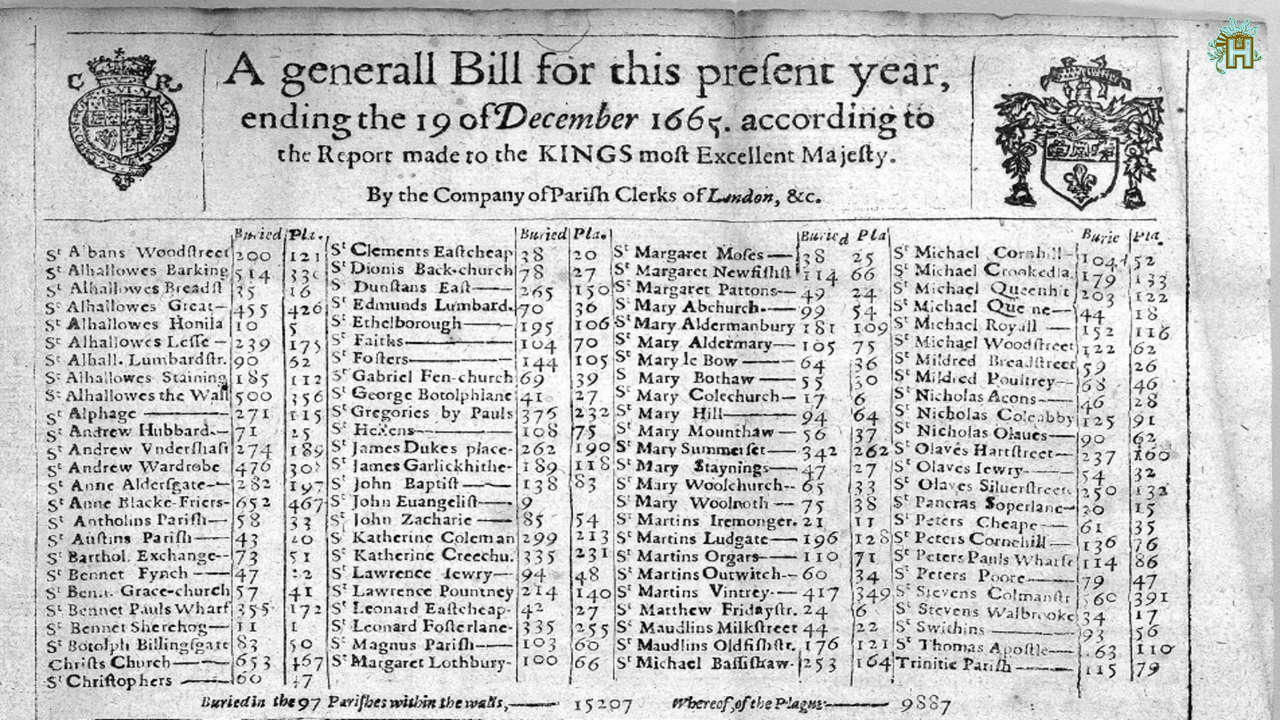 C R
A generall Bill for this preſent year,
ending the 19 of December 1665. according to
the Report made to the KINGS moſt Excellent Majeſty.
By the Company of Pariſh Clerks of London, &c.
Buried Pla.
St Albans Woodſtreet 200 121
St Alhallowes Barking 514 330
St Alhallowes Breadſt 35 16
St Alhallowes Great 455 426
St Alhallowes Honila 10 5
St Alhallowes Leſſe 239 175
St Alhall. Lumbardſtr. 90 62
St Alhallowes Staining 185 112
St Alhallowes the Wall 500 356
St Alphage 271 115
St Andrew Hubbard 71 25
St Andrew Vnderſhaft 274 189
St Andrew Wardrobe 476 308
St Anne Alderſgate 282 197
St Anne Blacke-Friers 652 467
St Antholins Pariſh 58 33
St Auſtins Pariſh 43 20
St Barthol. Exchange 73 51
St Bennet Fynch 47 22
St Benn. Grace-church 57 41
St Bennet Pauls Wharf 355 172
St Bennet Sherehog 11 1
St Botolph Billingſgate 83 50
Chriſts Church 653 467
St Chriſtophers 60 47
Buried Pla.
St Clements Eaſtcheap 38 20
St Dionis Back-church 78 27
St Dunſtans Eaſt 265 150
St Edmunds Lumbard. 70 36
St Ethelborough 195 106
St Faiths 104 70
St Foſters 144 105
St Gabriel Fen-church 69 39
St George Botolphlane 41 27
St Gregories by Pauls 376 232
St Hellens 108 75
St James Dukes place 262 190
St James Garlickhithe 189 118
St John Baptiſt 138 83
St John Euangeliſt 9
St John Zacharie 85 54
St Katherine Coleman 299 213
St Katherine Creechu. 335 231
St Lawrence Iewry 94 48
St Lawrence Pountney 214 140
St Leonard Eaſtcheap 42 27
St Leonard Foſterlane 335 255
St Magnus Pariſh 103 60
St Margaret Lothbury 100 66
Buried Pla
St Margaret Moſes 38 25
St Margaret Newfiſhſt 114 66
St Margaret Pattons 49 24
St Mary Abchurch 99 54
St Mary Aldermanbury 181 109
St Mary Aldermary 105 75
St Mary le Bow 64 36
St Mary Bothaw 55 30
St Mary Colechurch 17 6
St Mary Hill 94 64
St Mary Mounthaw 56 37
St Mary Summerſet 342 262
St Mary Staynings 47 27
St Mary Woolchurch 65 33
St Mary Woolnoth 75 38
St Martins Iremonger. 21 11
St Martins Ludgate 196 128
St Martins Orgars 110 71
St Martins Outwitch 60 34
St Martins Vintrey 417 349
St Matthew Fridayſtr. 24 6
St Maudlins Milkſtreet 44 22
St Maudlins Oldfiſhſtr. 176 121
St Michael Baſſiſhaw 253 164
Burie Pla.
St Michael Cornhill 104 52
St Michael Crookedla. 179 133
St Michael Queenhit 203 122
St Michael Que ne 44 18
St Michael Royall 152 116
St Michael Woodſtreet 122 62
St Mildred Breadſtreet 59 26
St Mildred Poultrey 68 46
St Nicholas Acons 46 28
St Nicholas Coleabby 125 91
St Nicholas Olaues 90 62
St Olaves Hartſtreet 237 160
St Olaves Iewry 54 32
St Olaves Silverſtreet 250 132
St Pancras Soperlane 30 15
St Peters Cheape 61 35
St Peters Cornehill 136 76
St Peters Pauls Wharfe 114 86
St Peters Poore 79 47
St Stevens Colmanſtr 560 391
St Stevens Walbrooke 34 17
St Swithins 93 56
St Thomas Apoſtle 163 110
Trinitie Pariſh 115 79
Buried in the 97 Pariſhes within the walls, 15207 Whereof, of the Plague 9887
H